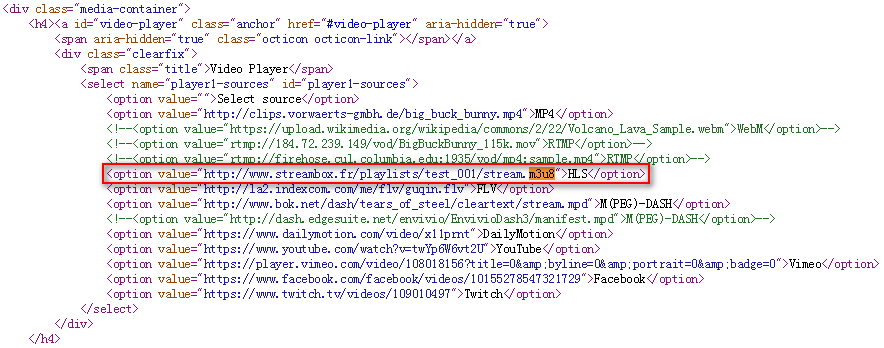 <div class="media-container">
<h4><a id="video-player" class="anchor" href="#video-player" aria-hidden="true">
<span aria-hidden="true" class="octicon octicon-link"></span></a>
<div class="clearfix">
<span class="title">Video Player</span>
<select name="player1-sources" id="player1-sources">
<option value="">Select source</option>
<option value="http://clips.vorwaerts-gmbh.de/big_buck_bunny.mp4">MP4</option>
<!--<option value="https://upload.wikimedia.org/wikipedia/commons/2/22/Volcano_Lava_Sample.webm">WebM</option>-->
<!--<option value="rtmp://184.72.239.149/vod/BigBuckBunny_115k.mov">RTMP</option>-->
<!--<option value="rtmp://firehose.cul.columbia.edu:1935/vod/mp4:sample.mp4">RTMP</option>-->
<option value="http://www.streambox.fr/playlists/test_001/stream.m3u8">HLS</option>
<option value="http://la2.indexcom.com/me/flv/guqin.flv">FLV</option>
<option value="http://www.bok.net/dash/tears_of_steel/cleartext/stream.mpd">M(PEG)-DASH</option>
<!--<option value="http://dash.edgesuite.net/envivio/EnvivioDash3/manifest.mpd">M(PEG)-DASH</option>-->
<option value="https://www.dailymotion.com/video/x11prnt">DailyMotion</option>
<option value="https://www.youtube.com/watch?v=twYp6W6vt2U">YouTube</option>
<option value="https://player.vimeo.com/video/108018156?title=0&amp;byline=0&amp;portrait=0&amp;badge=0">Vimeo</option>
<option value="https://www.facebook.com/facebook/videos/10155278547321729">Facebook</option>
<option value="https://www.twitch.tv/videos/109010497">Twitch</option>
</select>
</div>
</h4>